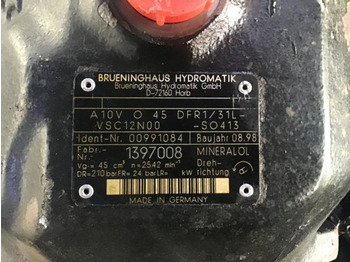 BRUENINGHAUS HYDROMATIK
Brueninghaus Hydromatik GmbH
D-72160 Horb
A10V O 45 DFR1/31L-
VSC12N00 -SO413
Ident-Nr. 00991084 Baujahr 08.98
Fabr.-Nr. 1397008 MINERALÖL
Vg= 45 cm³ n=2542 min⁻¹ Dreh-
DR=210 bar FR= 24 bar LR= kW richtung
MADE IN GERMANY